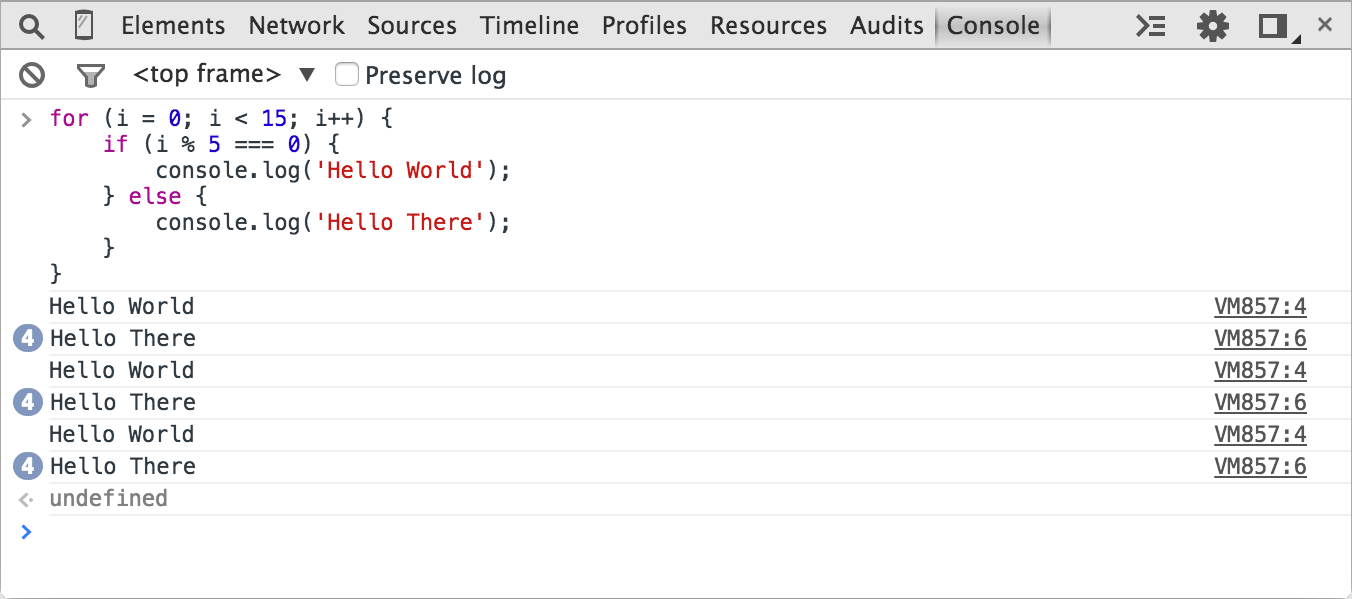 Elements Network Sources Timeline Profiles Resources Audits Console
<top frame> ▼ Preserve log
for (i = 0; i < 15; i++) {
    if (i % 5 === 0) {
        console.log('Hello World');
    } else {
        console.log('Hello There');
    }
}
Hello World VM857:4
4 Hello There VM857:6
Hello World VM857:4
4 Hello There VM857:6
Hello World VM857:4
4 Hello There VM857:6
undefined